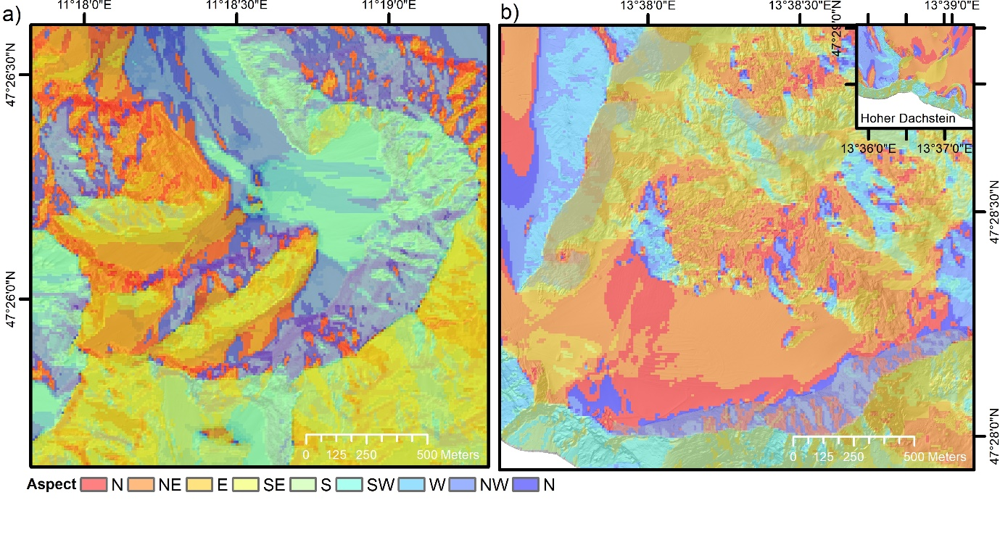 a)
11°18'0"E 11°18'30"E 11°19'0"E
47°26'30"N
47°26'0"N
0 125 250 500 Meters
b)
13°38'0"E 13°38'30"E 13°39'0"E
47°29'0"N
Hoher Dachstein
13°36'0"E 13°37'0"E
47°28'30"N
47°28'0"N
0 125 250 500 Meters
Aspect N NE E SE S SW W NW N